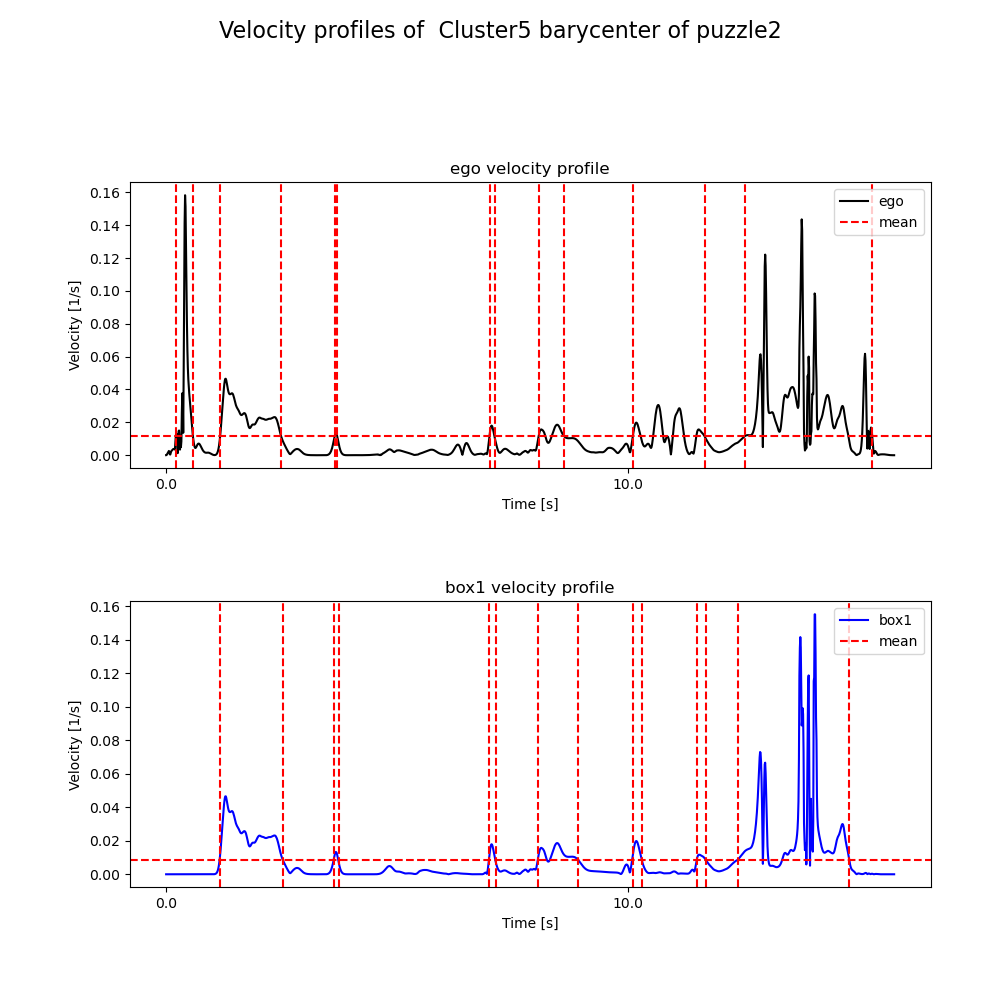 Velocity profiles of  Cluster5 barycenter of puzzle2
ego velocity profile
0.16
0.14
0.12
0.10
0.08
0.06
0.04
0.02
0.00
Velocity [1/s]
ego
mean
0.0
10.0
Time [s]
box1 velocity profile
0.16
0.14
0.12
0.10
0.08
0.06
0.04
0.02
0.00
Velocity [1/s]
box1
mean
0.0
10.0
Time [s]